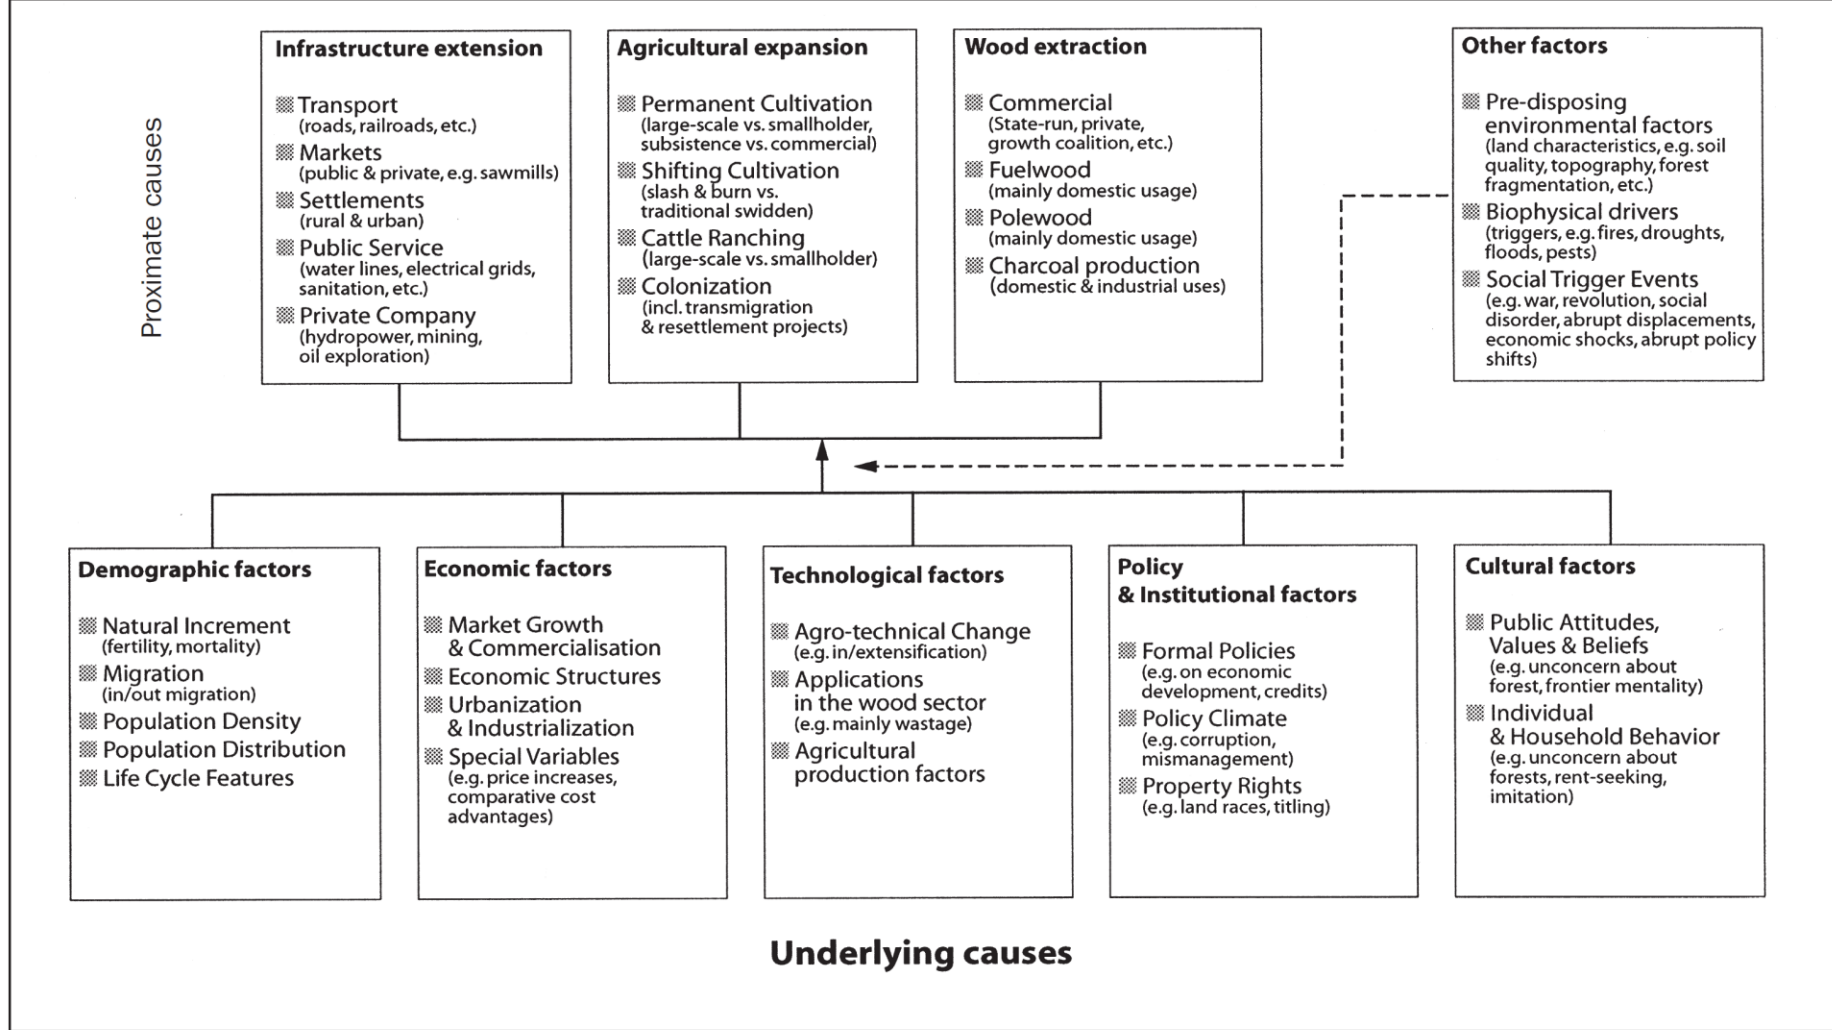 Proximate causes
Infrastructure extension
Transport
(roads, railroads, etc.)
Markets
(public & private, e.g. sawmills)
Settlements
(rural & urban)
Public Service
(water lines, electrical grids,
sanitation, etc.)
Private Company
(hydropower, mining,
oil exploration)
Agricultural expansion
Permanent Cultivation
(large-scale vs. smallholder,
subsistence vs. commercial)
Shifting Cultivation
(slash & burn vs.
traditional swidden)
Cattle Ranching
(large-scale vs. smallholder)
Colonization
(incl. transmigration
& resettlement projects)
Wood extraction
Commercial
(State-run, private,
growth coalition, etc.)
Fuelwood
(mainly domestic usage)
Polewood
(mainly domestic usage)
Charcoal production
(domestic & industrial uses)
Other factors
Pre-disposing
environmental factors
(land characteristics, e.g. soil
quality, topography, forest
fragmentation, etc.)
Biophysical drivers
(triggers, e.g. fires, droughts,
floods, pests)
Social Trigger Events
(e.g. war, revolution, social
disorder, abrupt displacements,
economic shocks, abrupt policy
shifts)
Demographic factors
Natural Increment
(fertility, mortality)
Migration
(in/out migration)
Population Density
Population Distribution
Life Cycle Features
Economic factors
Market Growth
& Commercialisation
Economic Structures
Urbanization
& Industrialization
Special Variables
(e.g. price increases,
comparative cost
advantages)
Technological factors
Agro-technical Change
(e.g. in/extensification)
Applications
in the wood sector
(e.g. mainly wastage)
Agricultural
production factors
Policy
& Institutional factors
Formal Policies
(e.g. on economic
development, credits)
Policy Climate
(e.g. corruption,
mismanagement)
Property Rights
(e.g. land races, titling)
Cultural factors
Public Attitudes,
Values & Beliefs
(e.g. unconcern about
forest, frontier mentality)
Individual
& Household Behavior
(e.g. unconcern about
forests, rent-seeking,
imitation)
Underlying causes